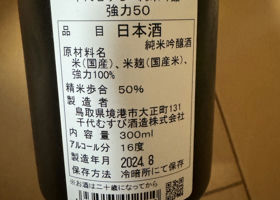 強力50
品目 日本酒
純米吟醸酒
原材料名
米(国産)、米麹(国産米)、
強力100%
精米歩合 50%
製造者
鳥取県境港市大正町131
千代むすび酒造株式会社
内容量 300ml
アルコール分 16度
製造年月 2024.8
保存方法 冷暗所にて保存
※お酒は二十歳になってから